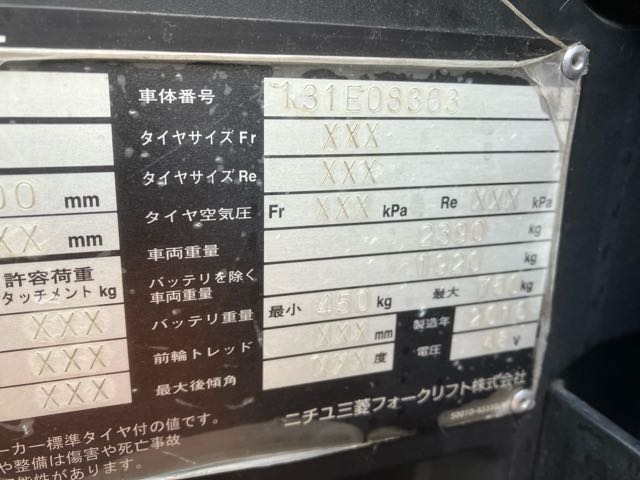 車体番号 131E08363
タイヤサイズ Fr XXX
00 mm タイヤサイズ Re XXX
XX mm タイヤ空気圧 Fr XXX kPa Re XXX kPa
車両重量 2390 kg
許容荷重 バッテリを除く 1920 kg
タッチメント kg 車両重量
XXX バッテリ重量 最小 450 kg 最大 kg
XXX 前輪トレッド XXX mm 製造年
XXX 最大後傾角 XXX 度 電圧 48 V
ニチユ三菱フォークリフト株式会社
ーカー標準タイヤ付の値です。
や整備は傷害や死亡事故
可能性があります。